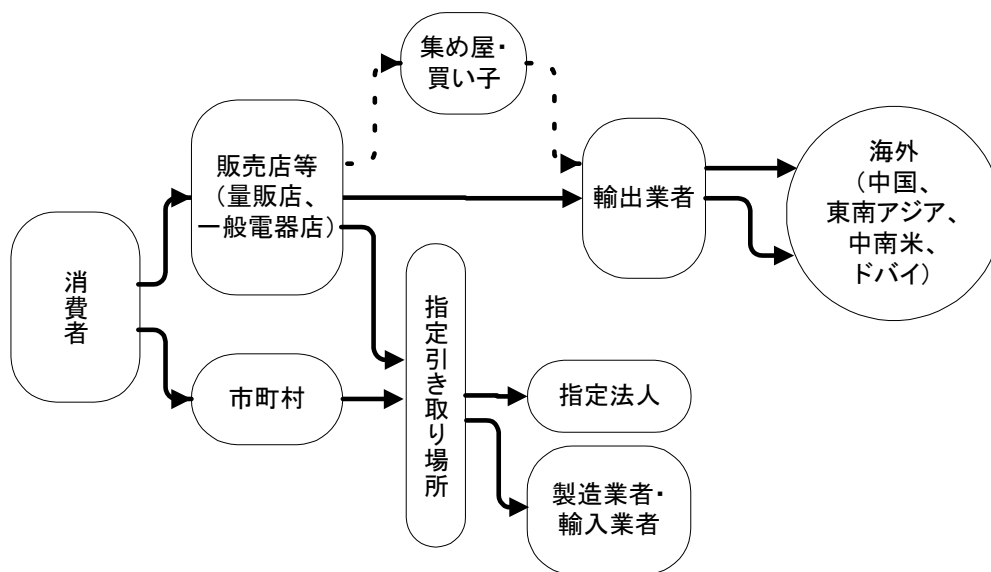 集め屋・
買い子
販売店等
（量販店、
一般電器店）
輸出業者
海外
（中国、
東南アジア、
中南米、
ドバイ）
消費者
市町村
指定引き取り場所
指定法人
製造業者・
輸入業者